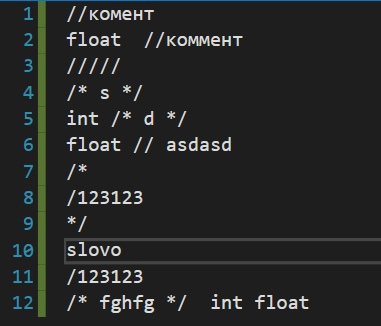 1 //комент
2 float  //коммент
3 /////
4 /* s */
5 int /* d */
6 float // asdasd
7 /*
8 /123123
9 */
10 slovo
11 /123123
12 /* fghfg */  int float